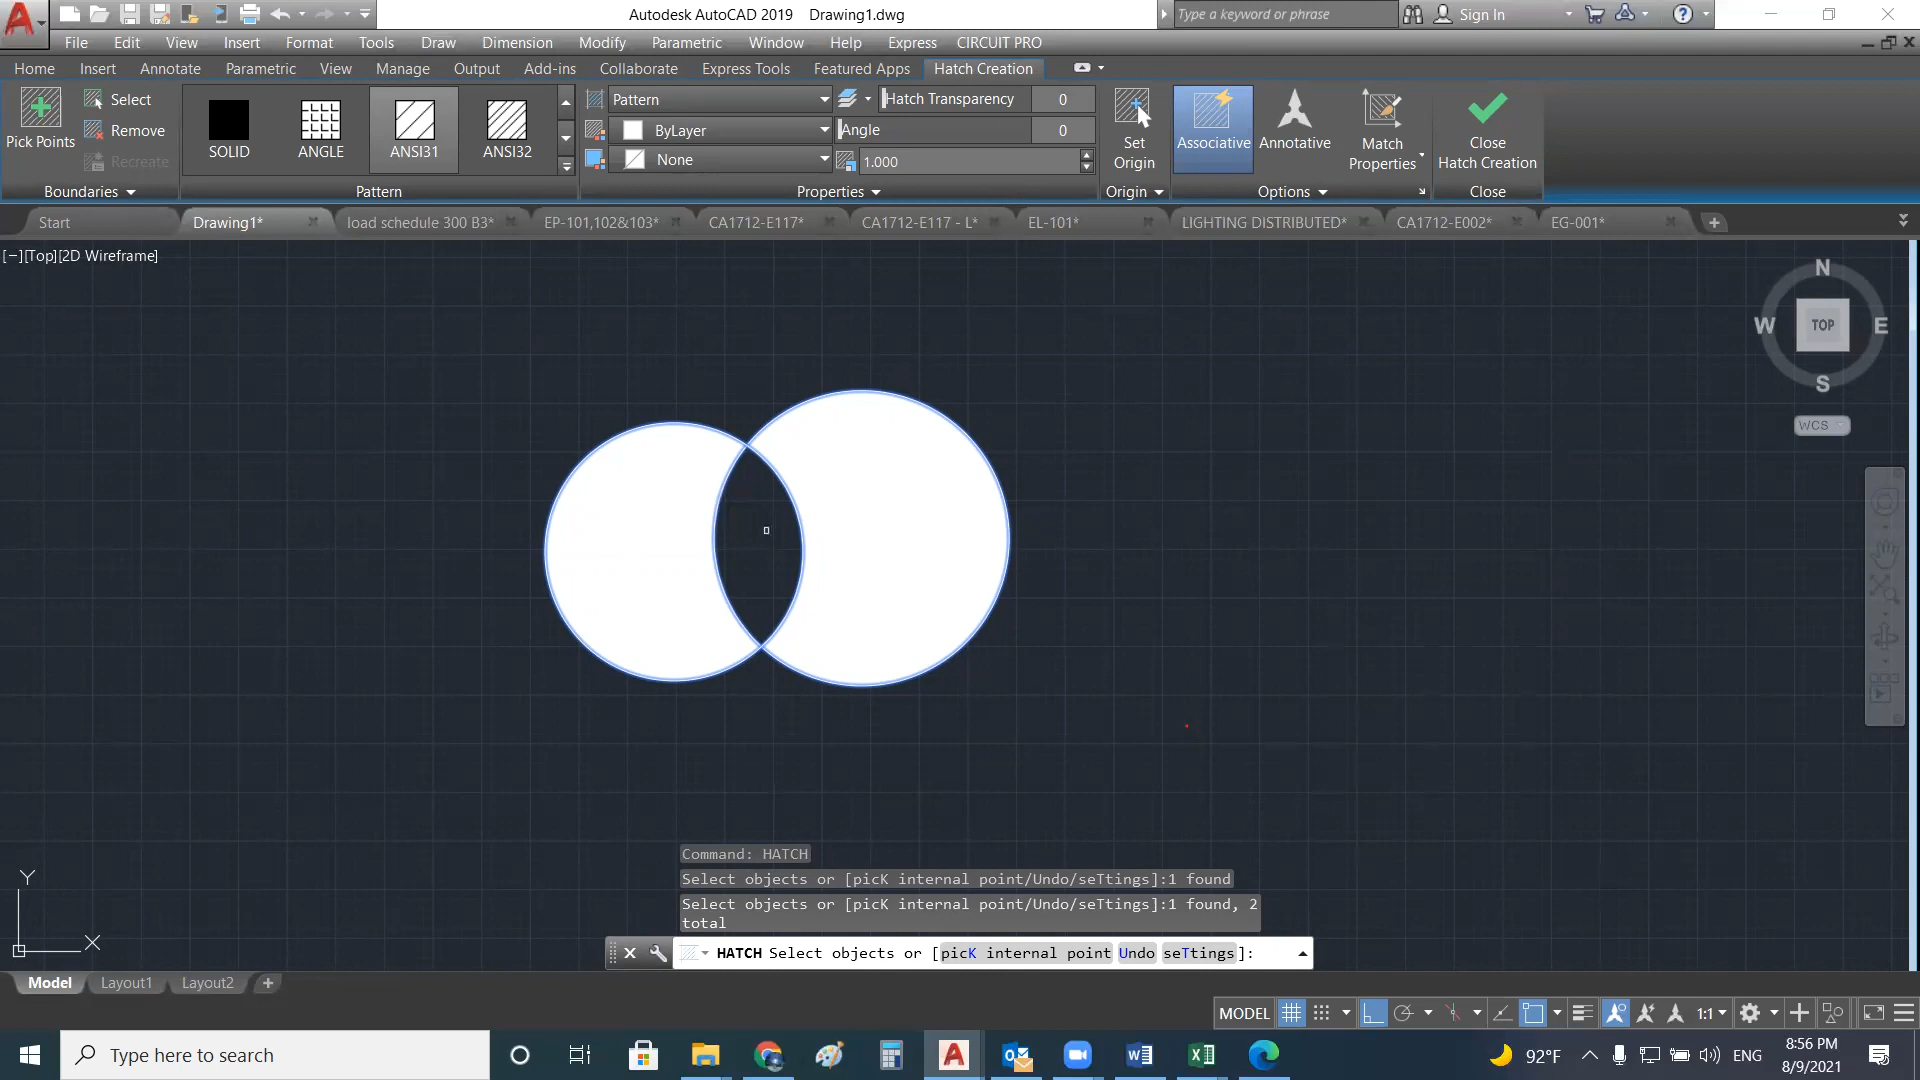 Autodesk AutoCAD 2019 Drawing1.dwg
Type a keyword or phrase
Sign In
File Edit View Insert Format Tools Draw Dimension Modify Parametric Window Help Express CIRCUIT PRO
Home Insert Annotate Parametric View Manage Output Add-ins Collaborate Express Tools Featured Apps Hatch Creation
Pick Points
Select
Remove
Recreate
Boundaries
SOLID ANGLE ANSI31 ANSI32
Pattern
Pattern
ByLayer
None
Hatch Transparency 0
Angle 0
1.000
Properties
Set
Origin
Origin
Associative
Annotative
Match
Properties
Options
Close
Hatch Creation
Close
Start Drawing1* load schedule 300 B3* EP-101,102&103* CA1712-E117* CA1712-E117 - L* EL-101* LIGHTING DISTRIBUTED* CA1712-E002* EG-001*
[−][Top][2D Wireframe]
N
W TOP E
S
WCS
Command: HATCH
Select objects or [picK internal point/Undo/seTtings]:1 found
Select objects or [picK internal point/Undo/seTtings]:1 found, 2
total
HATCH Select objects or [picK internal point Undo seTtings]:
Y
X
Model Layout1 Layout2
MODEL 1:1
Type here to search
92°F ENG
8:56 PM
8/9/2021